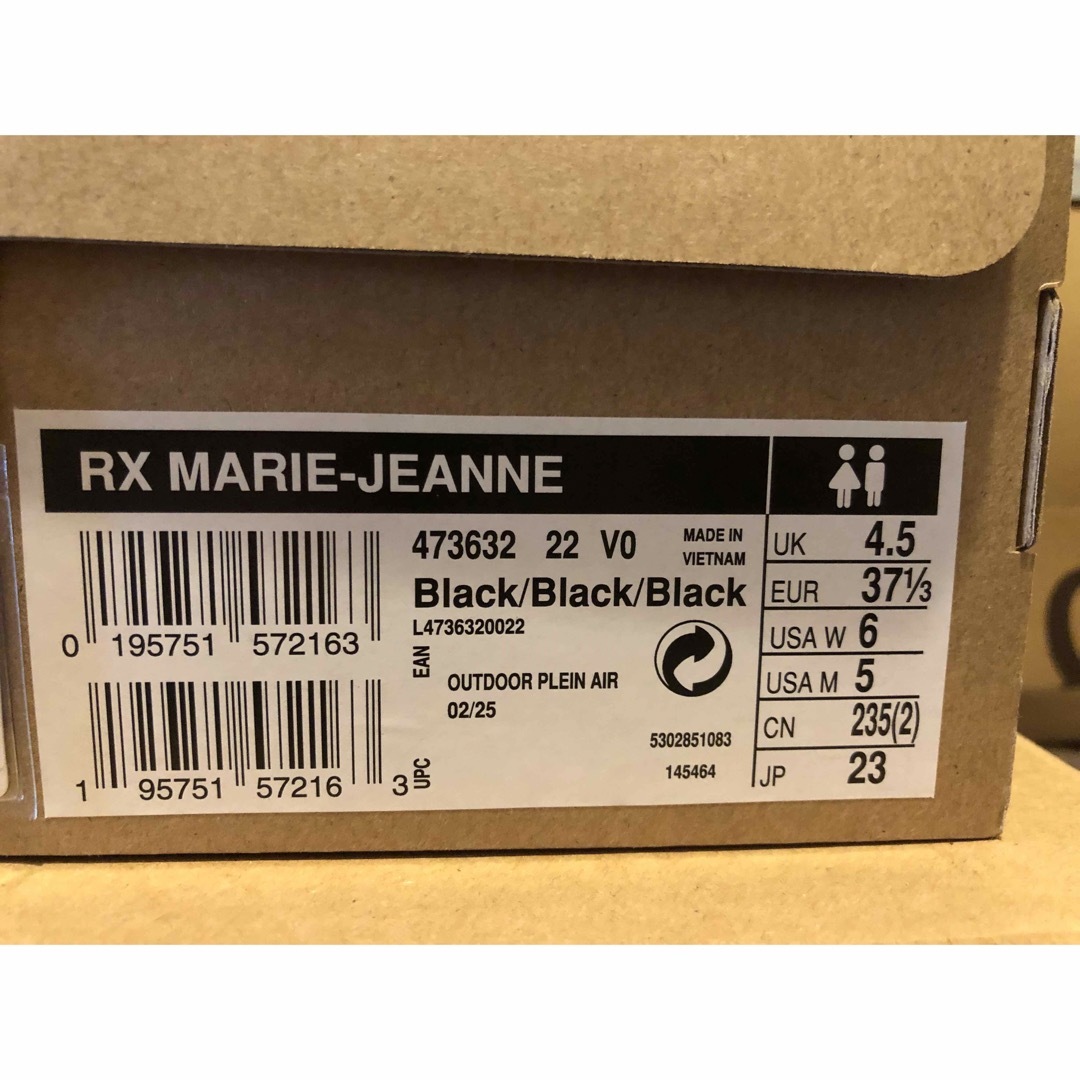 RX MARIE-JEANNE
473632 22 V0
MADE IN
VIETNAM
Black/Black/Black
L4736320022
0 195751 572163
EAN
OUTDOOR PLEIN AIR
02/25
1 95751 57216 3
UPC
5302851083
145464
UK 4.5
EUR 37⅓
USA W 6
USA M 5
CN 235(2)
JP 23